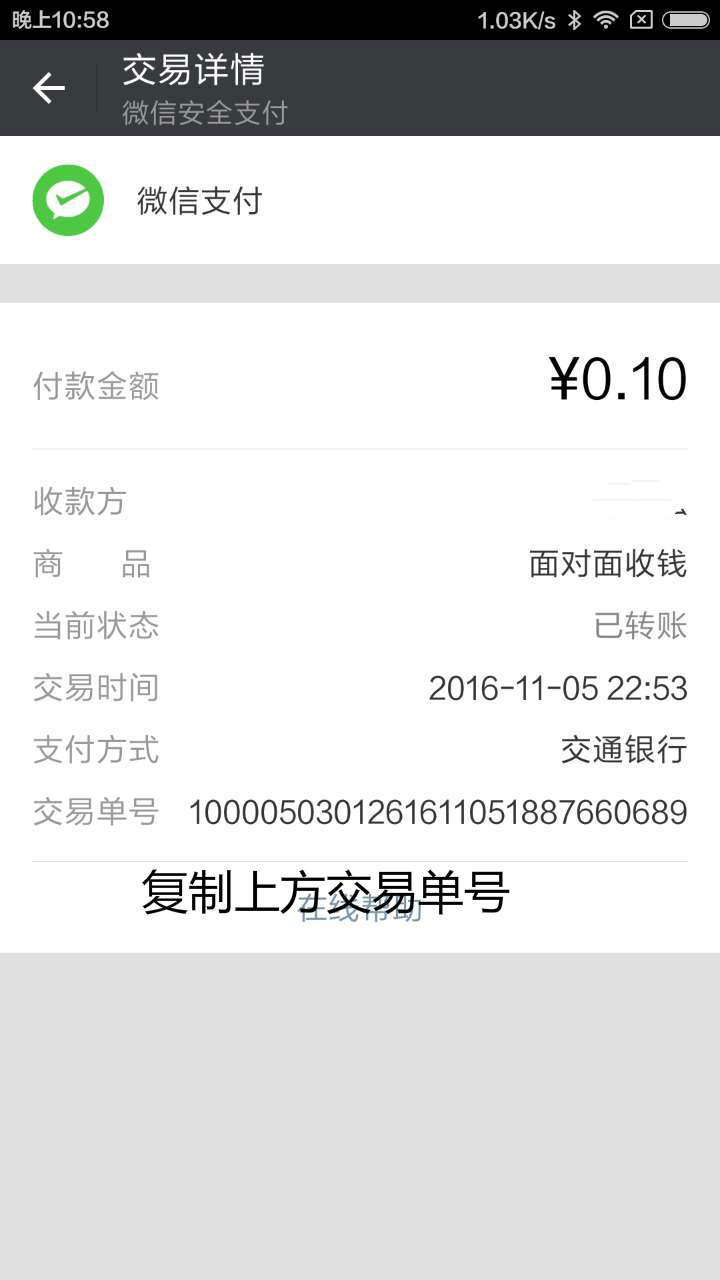 晚上10:58 1.03K/s
交易详情
微信安全支付
微信支付
付款金额 ¥0.10
收款方
商 品 面对面收钱
当前状态 已转账
交易时间 2016-11-05 22:53
支付方式 交通银行
交易单号 1000050301261611051887660689
复制上方交易单号
在线帮助